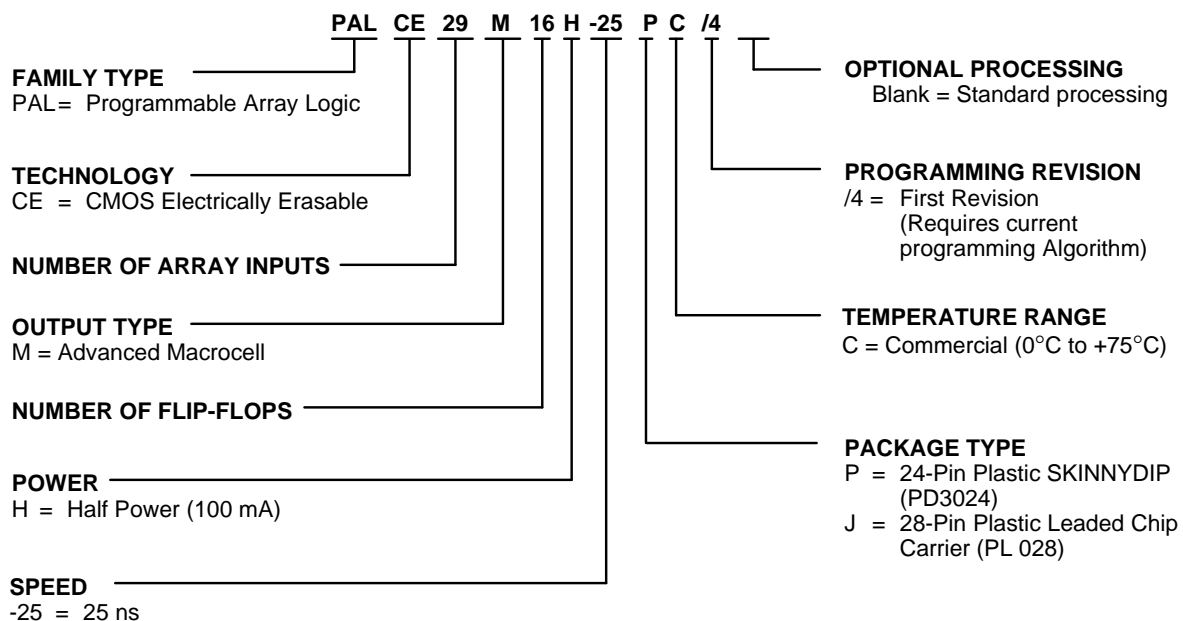 PAL CE 29 M 16 H -25 P C /4
FAMILY TYPE
PAL = Programmable Array Logic
TECHNOLOGY
CE = CMOS Electrically Erasable
NUMBER OF ARRAY INPUTS
OUTPUT TYPE
M = Advanced Macrocell
NUMBER OF FLIP-FLOPS
POWER
H = Half Power (100 mA)
SPEED
-25 = 25 ns
OPTIONAL PROCESSING
Blank = Standard processing
PROGRAMMING REVISION
/4 = First Revision
(Requires current
programming Algorithm)
TEMPERATURE RANGE
C = Commercial (0°C to +75°C)
PACKAGE TYPE
P = 24-Pin Plastic SKINNYDIP
(PD3024)
J = 28-Pin Plastic Leaded Chip
Carrier (PL 028)